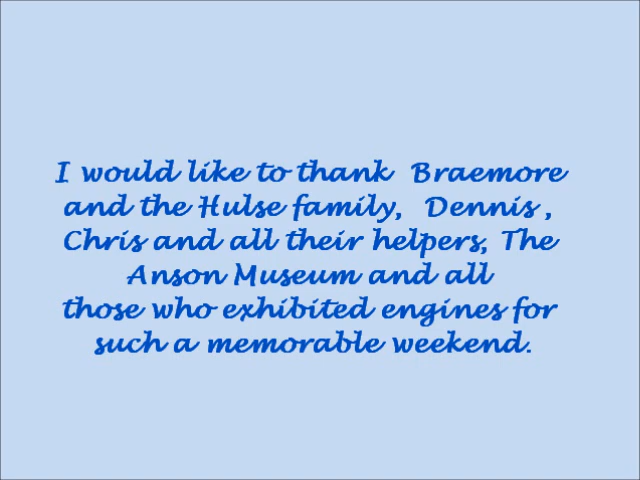 I would like to thank  Braemore
and the Hulse family,  Dennis ,
Chris and all their helpers, The
Anson Museum and all
those who exhibited engines for
such a memorable weekend.